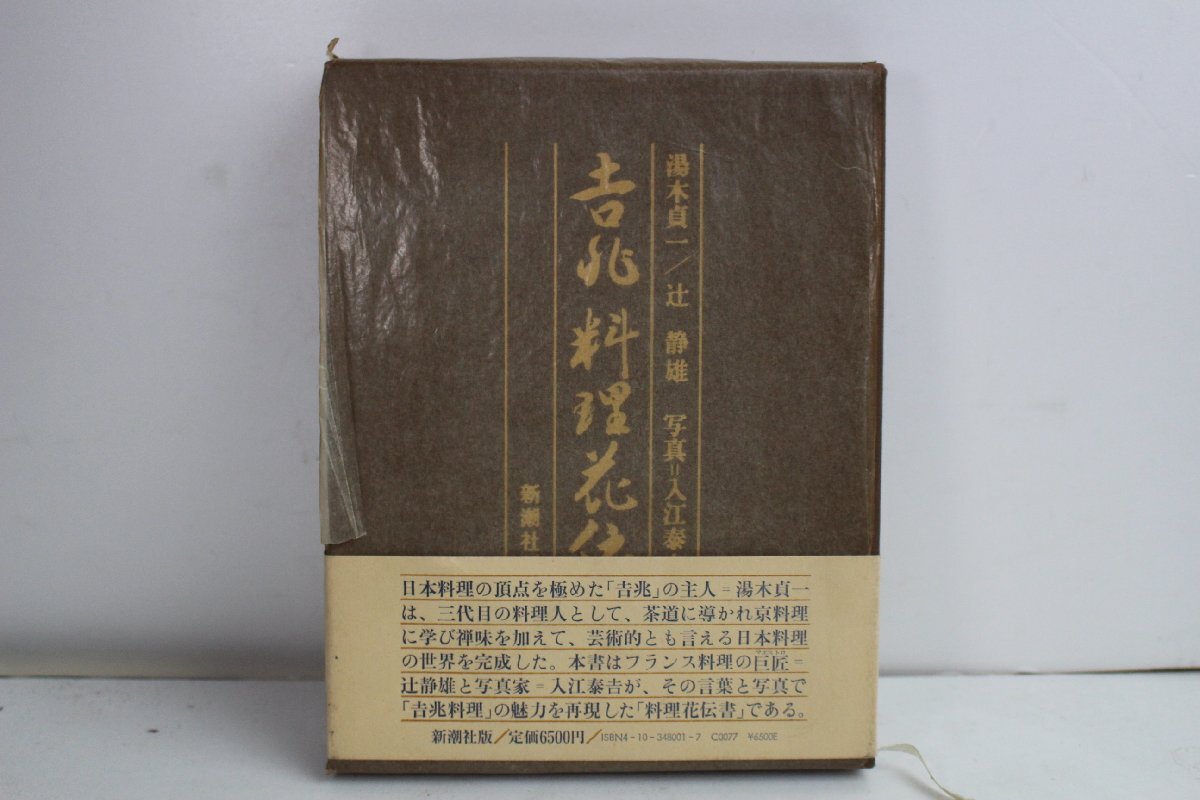 湯木貞一／辻 静雄 写真=入江泰
吉兆 料理花
新潮社
日本料理の頂点を極めた「吉兆」の主人=湯木貞一
は、三代目の料理人として、茶道に導かれ京料理
に学び禅味を加えて、芸術的とも言える日本料理
の世界を完成した。本書はフランス料理の巨匠=
マエストロ
辻静雄と写真家=入江泰吉が、その言葉と写真で
「吉兆料理」の魅力を再現した「料理花伝書」である。
新潮社版／定価6500円／ISBN4-10-348001-7 C0077 ¥6500E